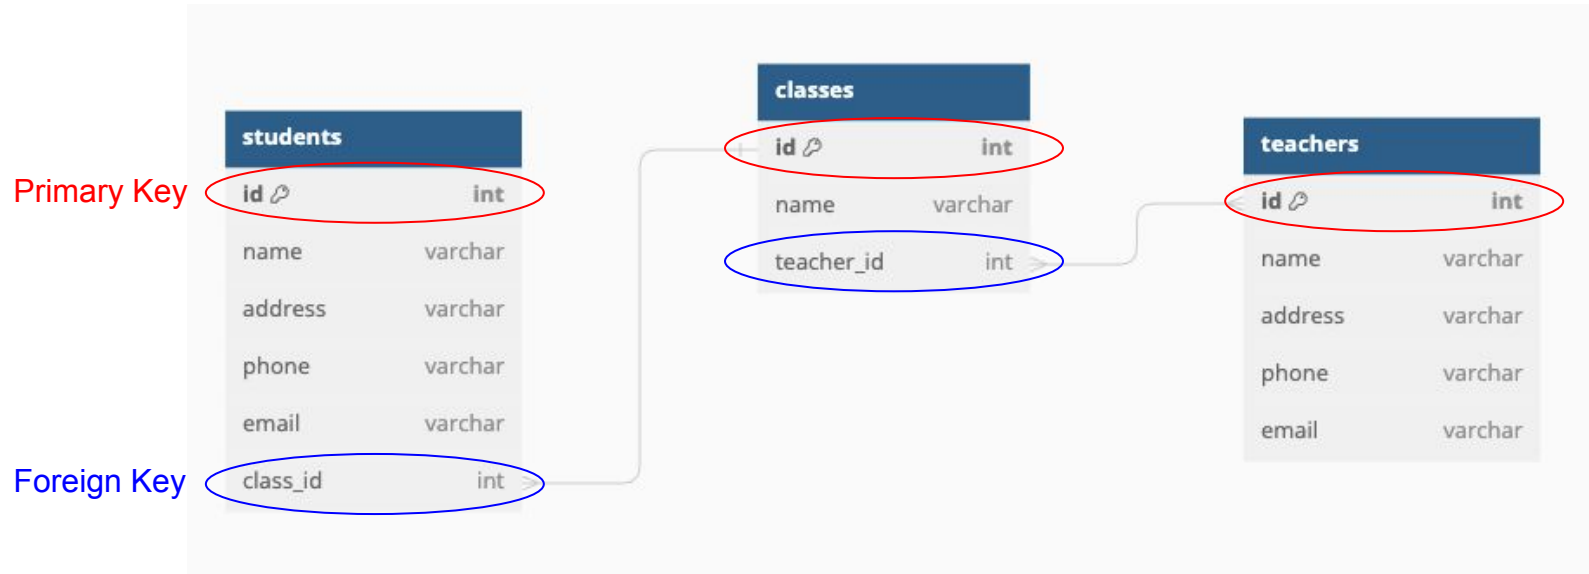 Primary Key
Foreign Key
students
id int
name varchar
address varchar
phone varchar
email varchar
class_id int
classes
id int
name varchar
teacher_id int
teachers
id int
name varchar
address varchar
phone varchar
email varchar